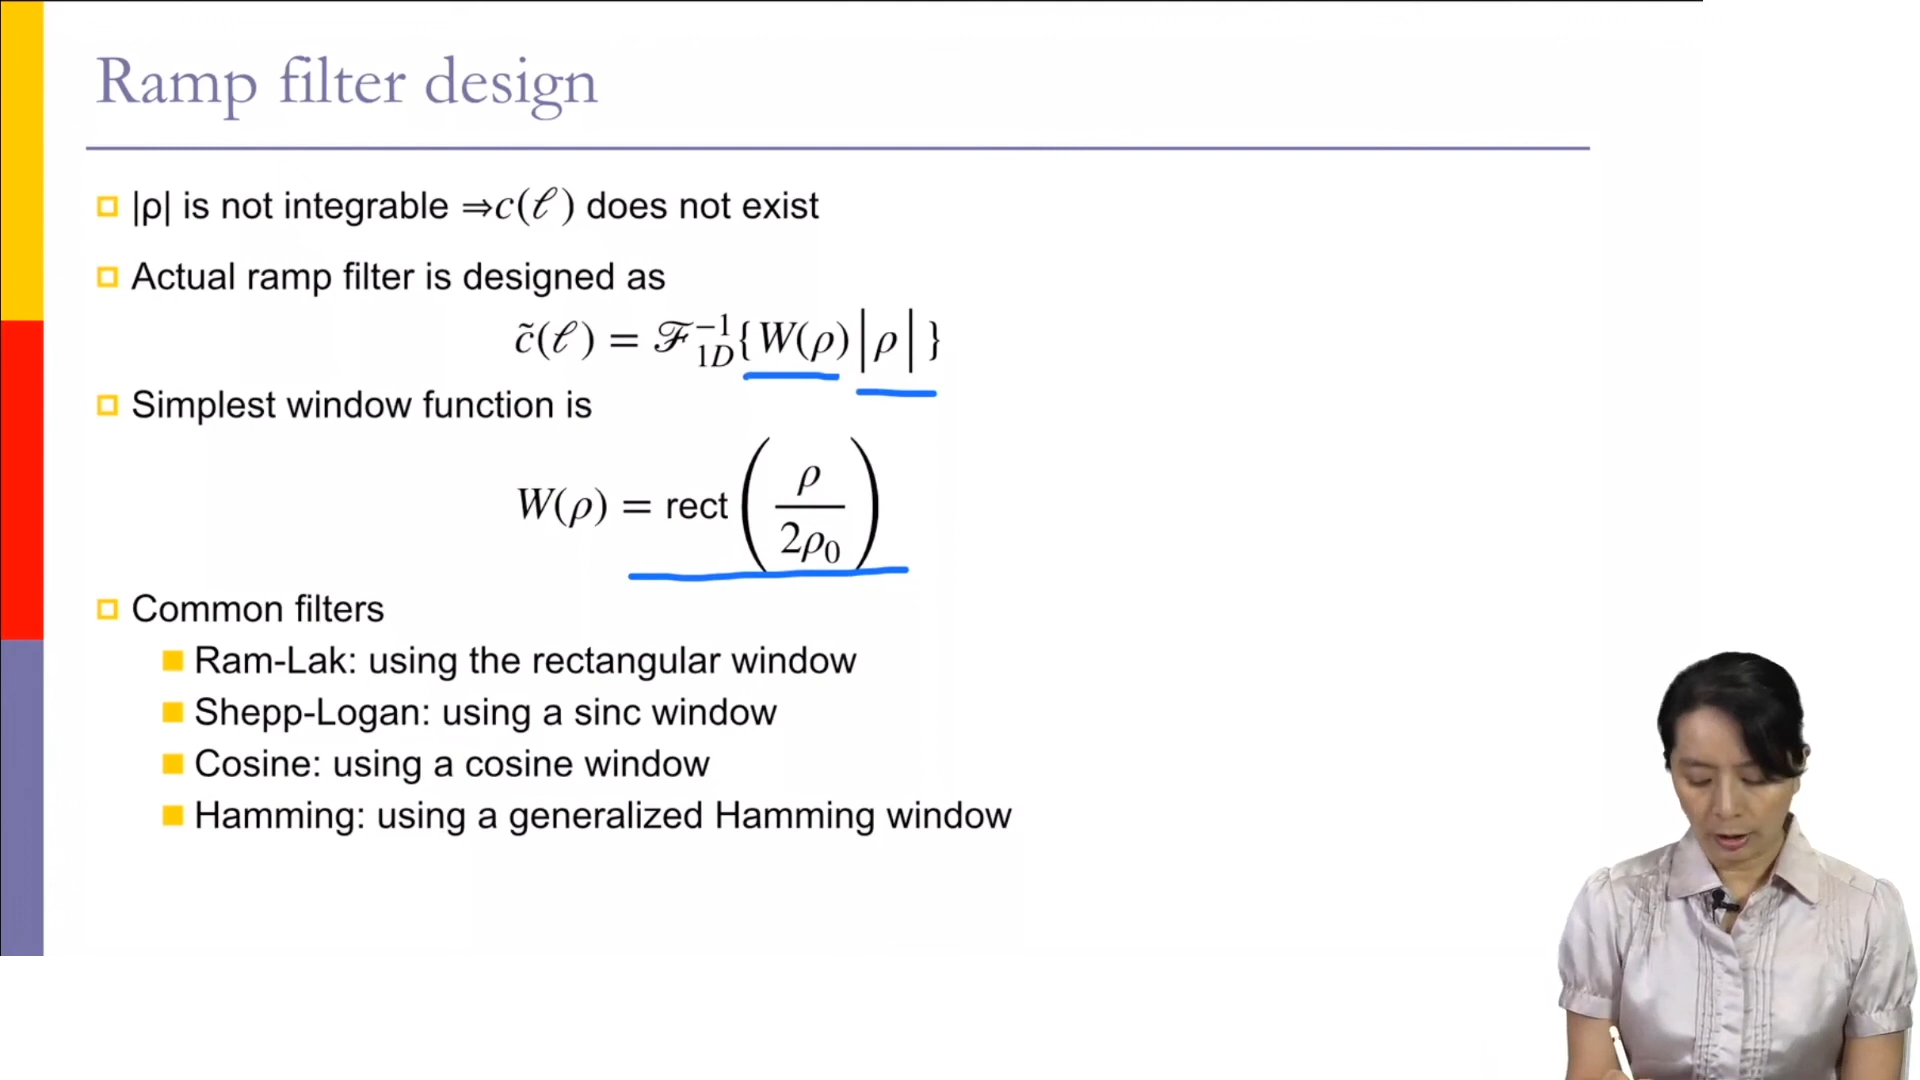 Ramp filter design
|ρ| is not integrable ⇒c(ℓ) does not exist
Actual ramp filter is designed as
c̃(ℓ) = ℱ₁D⁻¹{W(ρ)|ρ|}
Simplest window function is
W(ρ) = rect(ρ/2ρ₀)
Common filters
Ram-Lak: using the rectangular window
Shepp-Logan: using a sinc window
Cosine: using a cosine window
Hamming: using a generalized Hamming window